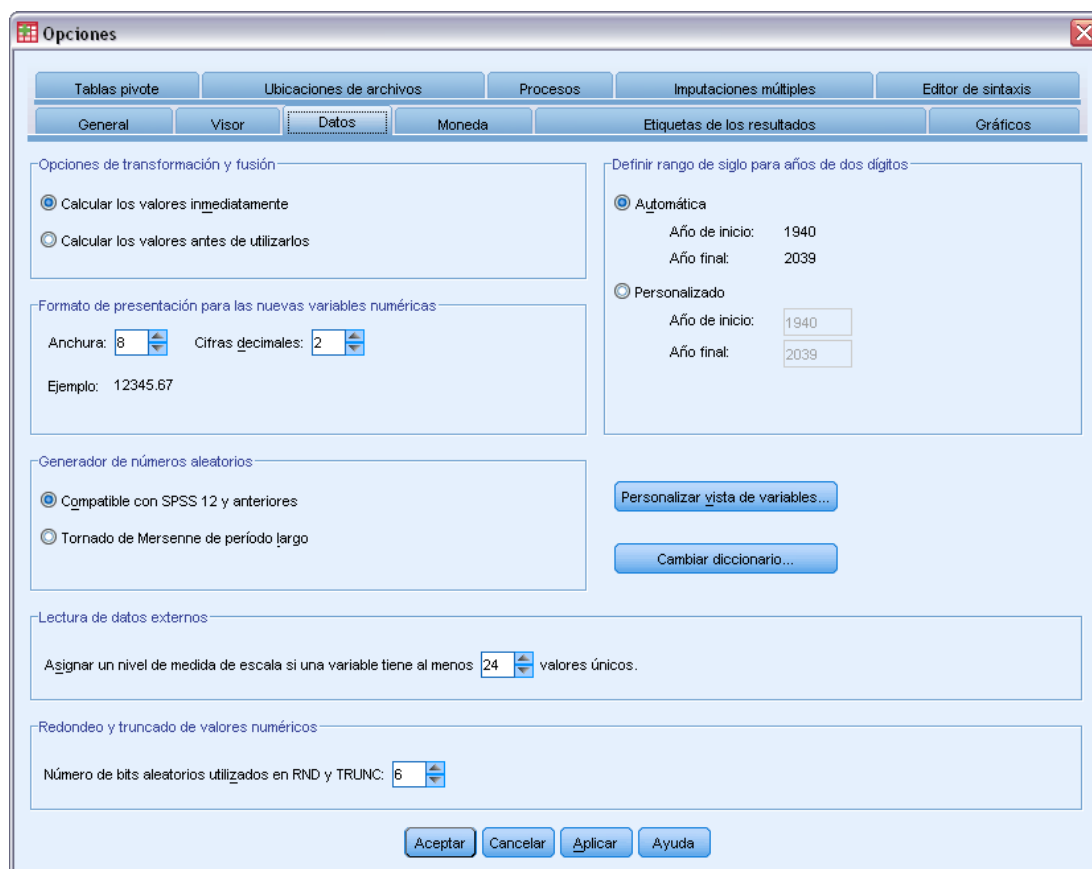 Opciones
Tablas pivote
Ubicaciones de archivos
Procesos
Imputaciones múltiples
Editor de sintaxis
General
Visor
Datos
Moneda
Etiquetas de los resultados
Gráficos
Opciones de transformación y fusión
Calcular los valores inmediatamente
Calcular los valores antes de utilizarlos
Definir rango de siglo para años de dos dígitos
Automática
Año de inicio: 1940
Año final: 2039
Personalizado
Año de inicio: 1940
Año final: 2039
Formato de presentación para las nuevas variables numéricas
Anchura: 8 Cifras decimales: 2
Ejemplo: 12345.67
Generador de números aleatorios
Compatible con SPSS 12 y anteriores
Tornado de Mersenne de período largo
Personalizar vista de variables...
Cambiar diccionario...
Lectura de datos externos
Asignar un nivel de medida de escala si una variable tiene al menos 24 valores únicos.
Redondeo y truncado de valores numéricos
Número de bits aleatorios utilizados en RND y TRUNC: 6
Aceptar
Cancelar
Aplicar
Ayuda